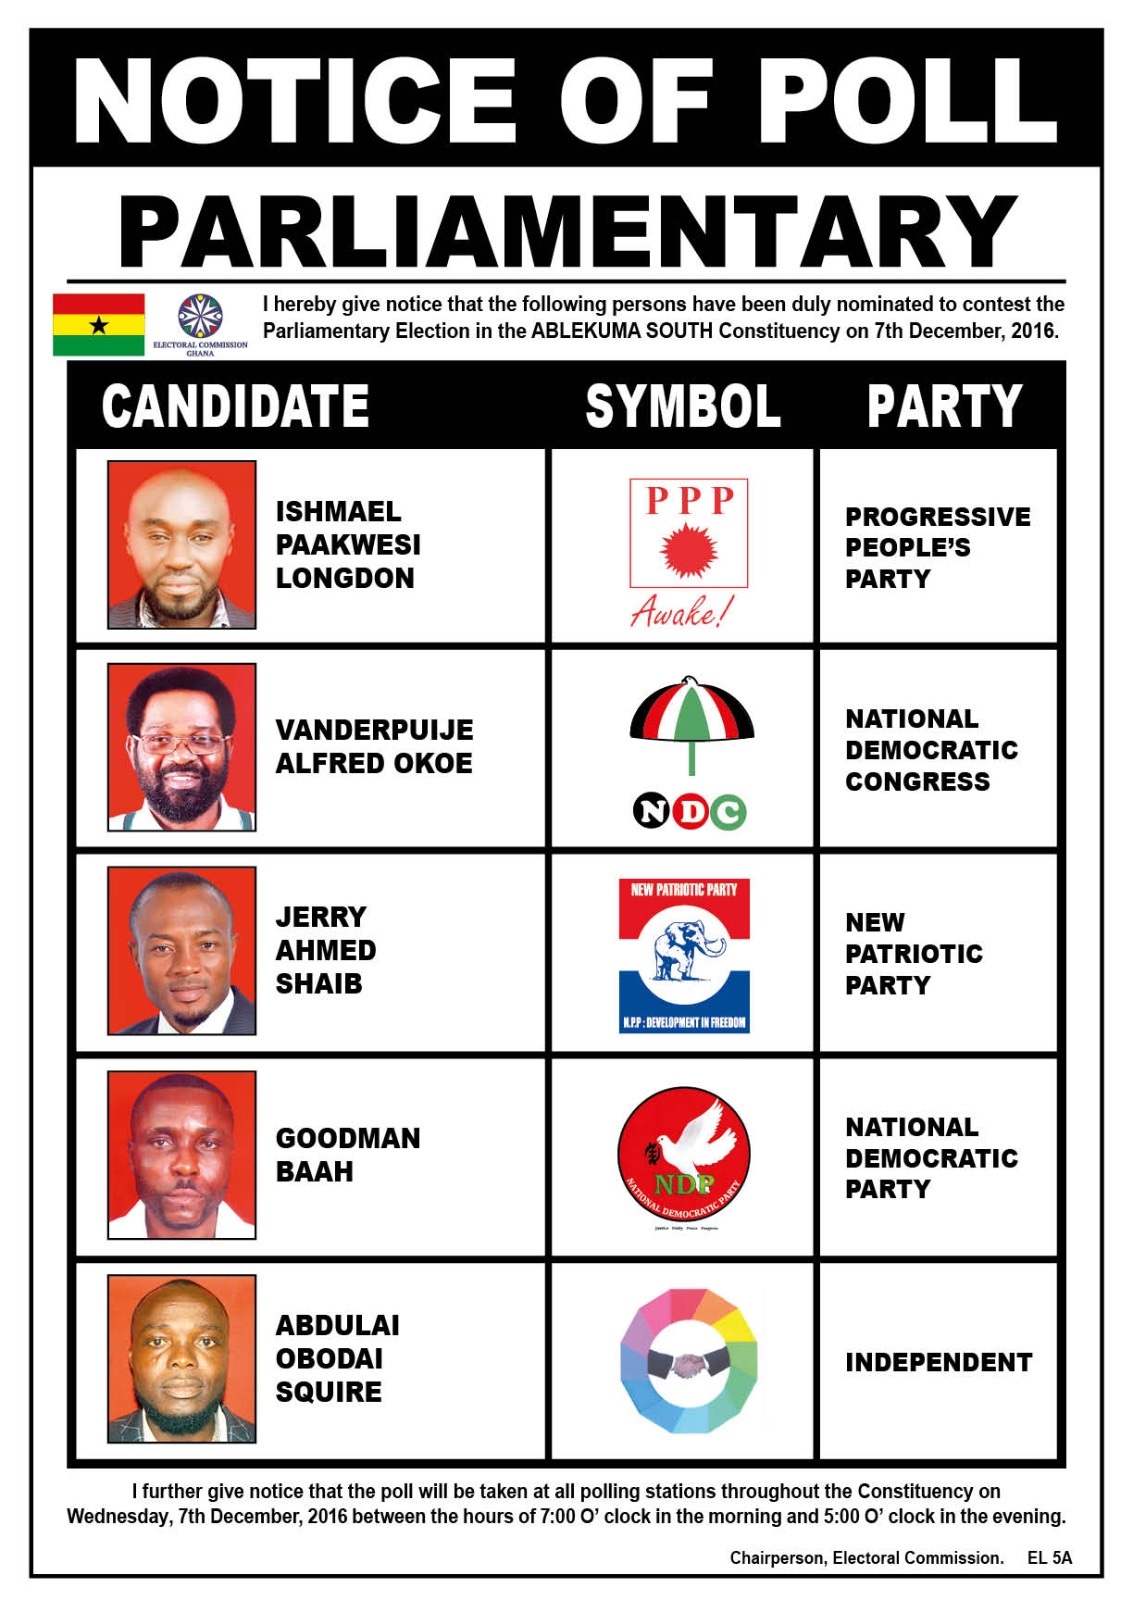 NOTICE OF POLL
PARLIAMENTARY
I hereby give notice that the following persons have been duly nominated to contest the
Parliamentary Election in the ABLEKUMA SOUTH Constituency on 7th December, 2016.
ELECTORAL COMMISSION
GHANA
CANDIDATE SYMBOL PARTY
ISHMAEL
PAAKWESI
LONGDON
PPP
Awake!
PROGRESSIVE
PEOPLE’S
PARTY
VANDERPUIJE
ALFRED OKOE
NDC
NATIONAL
DEMOCRATIC
CONGRESS
JERRY
AHMED
SHAIB
NEW PATRIOTIC PARTY
N.P.P : DEVELOPMENT IN FREEDOM
NEW
PATRIOTIC
PARTY
GOODMAN
BAAH
NDP
NATIONAL DEMOCRATIC PARTY
Justice Unity Peace Progress
NATIONAL
DEMOCRATIC
PARTY
ABDULAI
OBODAI
SQUIRE
INDEPENDENT
I further give notice that the poll will be taken at all polling stations throughout the Constituency on
Wednesday, 7th December, 2016 between the hours of 7:00 O’ clock in the morning and 5:00 O’ clock in the evening.
Chairperson, Electoral Commission. EL 5A